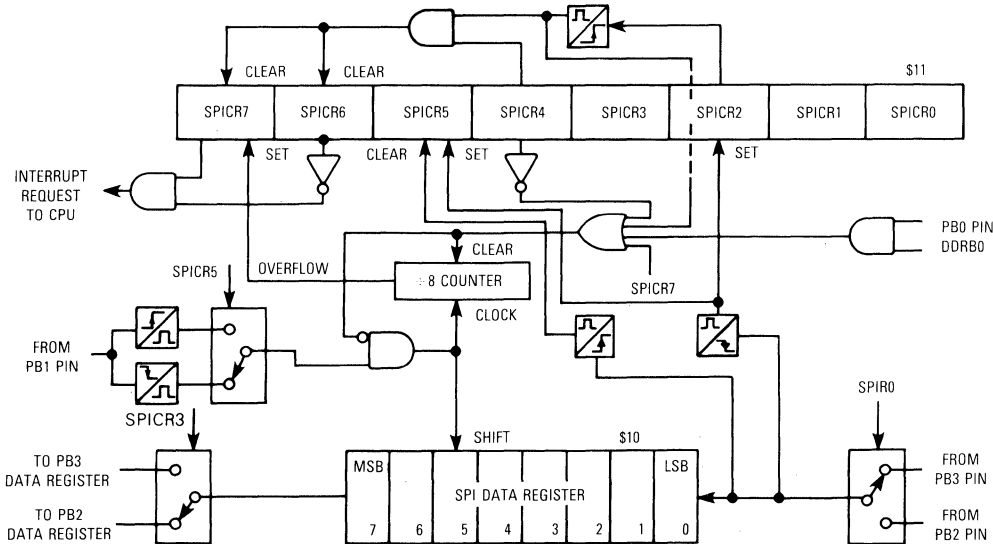 $11
CLEAR
CLEAR
SPICR7
SPICR6
SPICR5
SPICR4
SPICR3
SPICR2
SPICR1
SPICR0
SET
CLEAR
SET
SET
INTERRUPT
REQUEST
TO CPU
PB0 PIN
DDRB0
CLEAR
SPICR7
OVERFLOW
÷8 COUNTER
CLOCK
SPICR5
FROM
PB1 PIN
SPICR3
SPIR0
SHIFT
$10
TO PB3
DATA REGISTER
TO PB2
DATA REGISTER
MSB
LSB
SPI DATA REGISTER
7 6 5 4 3 2 1 0
FROM
PB3 PIN
FROM
PB2 PIN